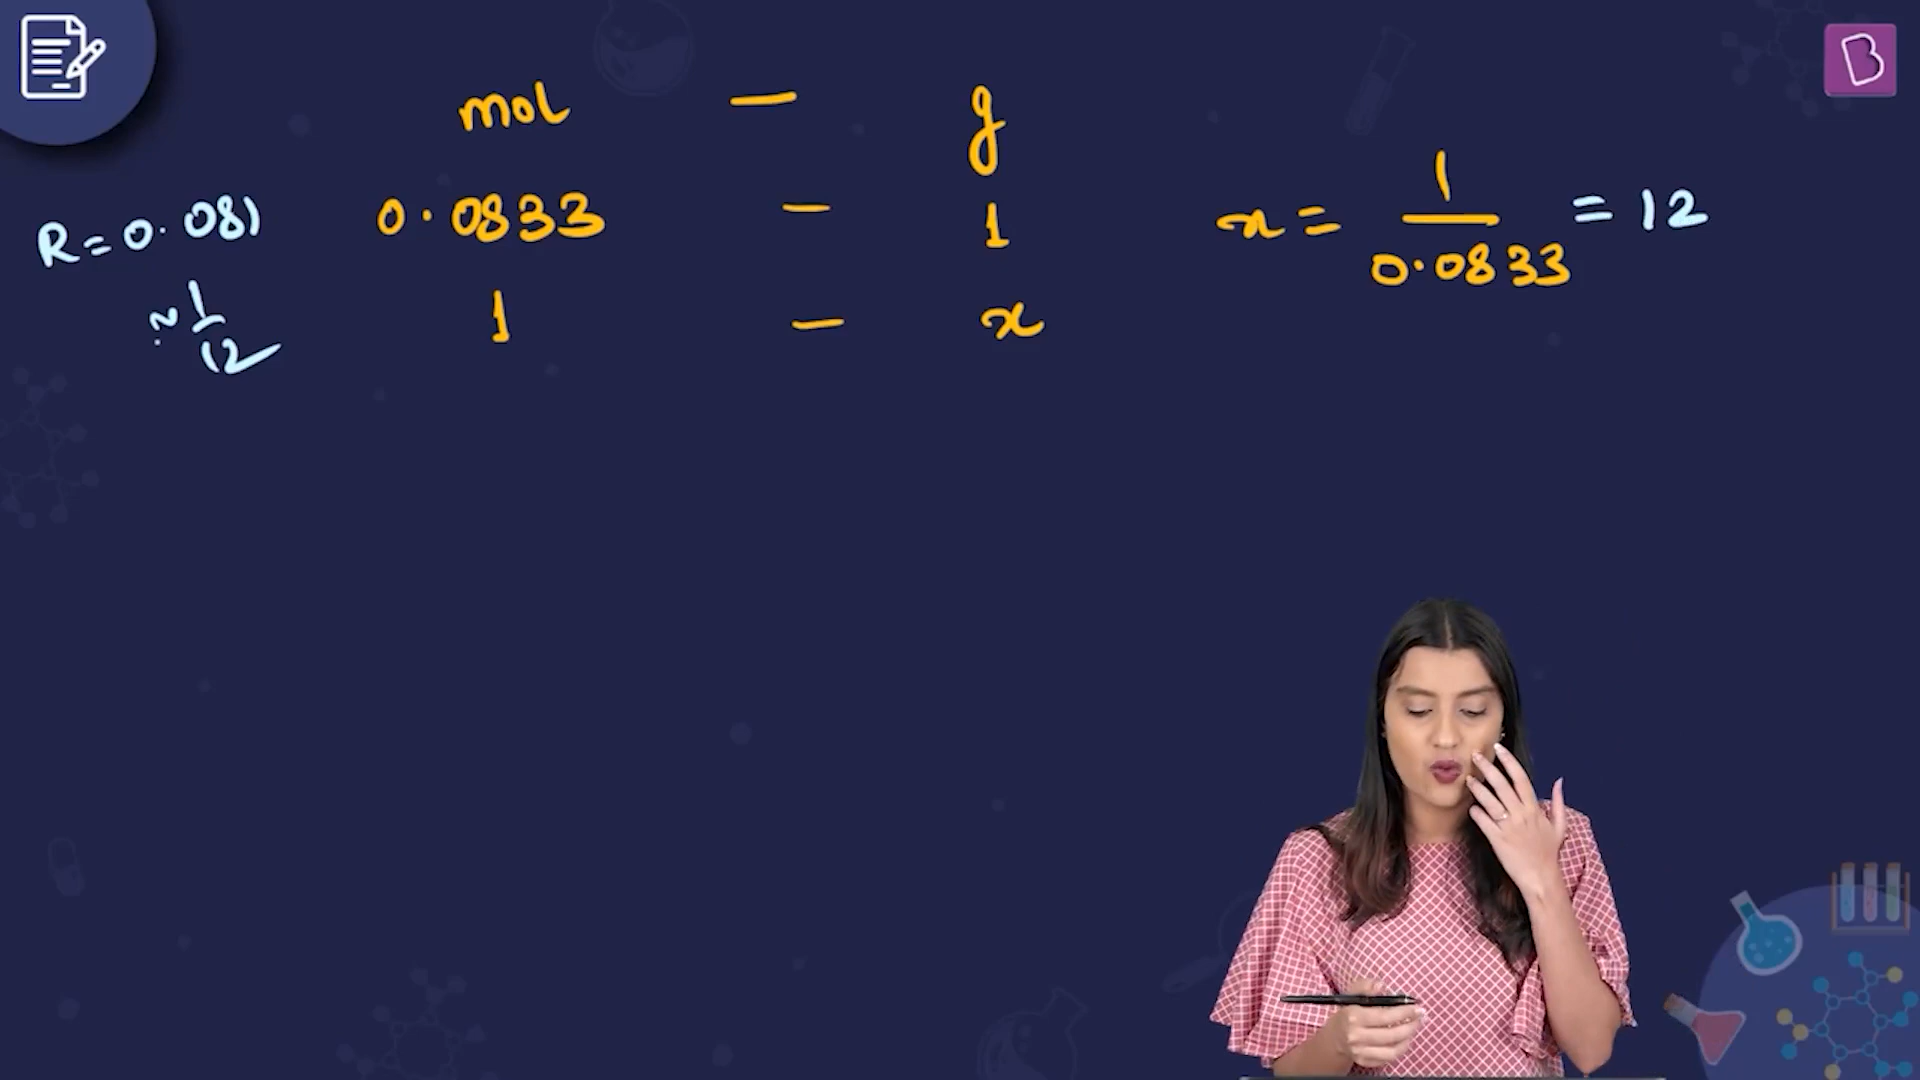 mol — g
R = 0.081
0.0833 — 1
x = 1/0.0833 = 12
≈ 1/12
1 — x
B